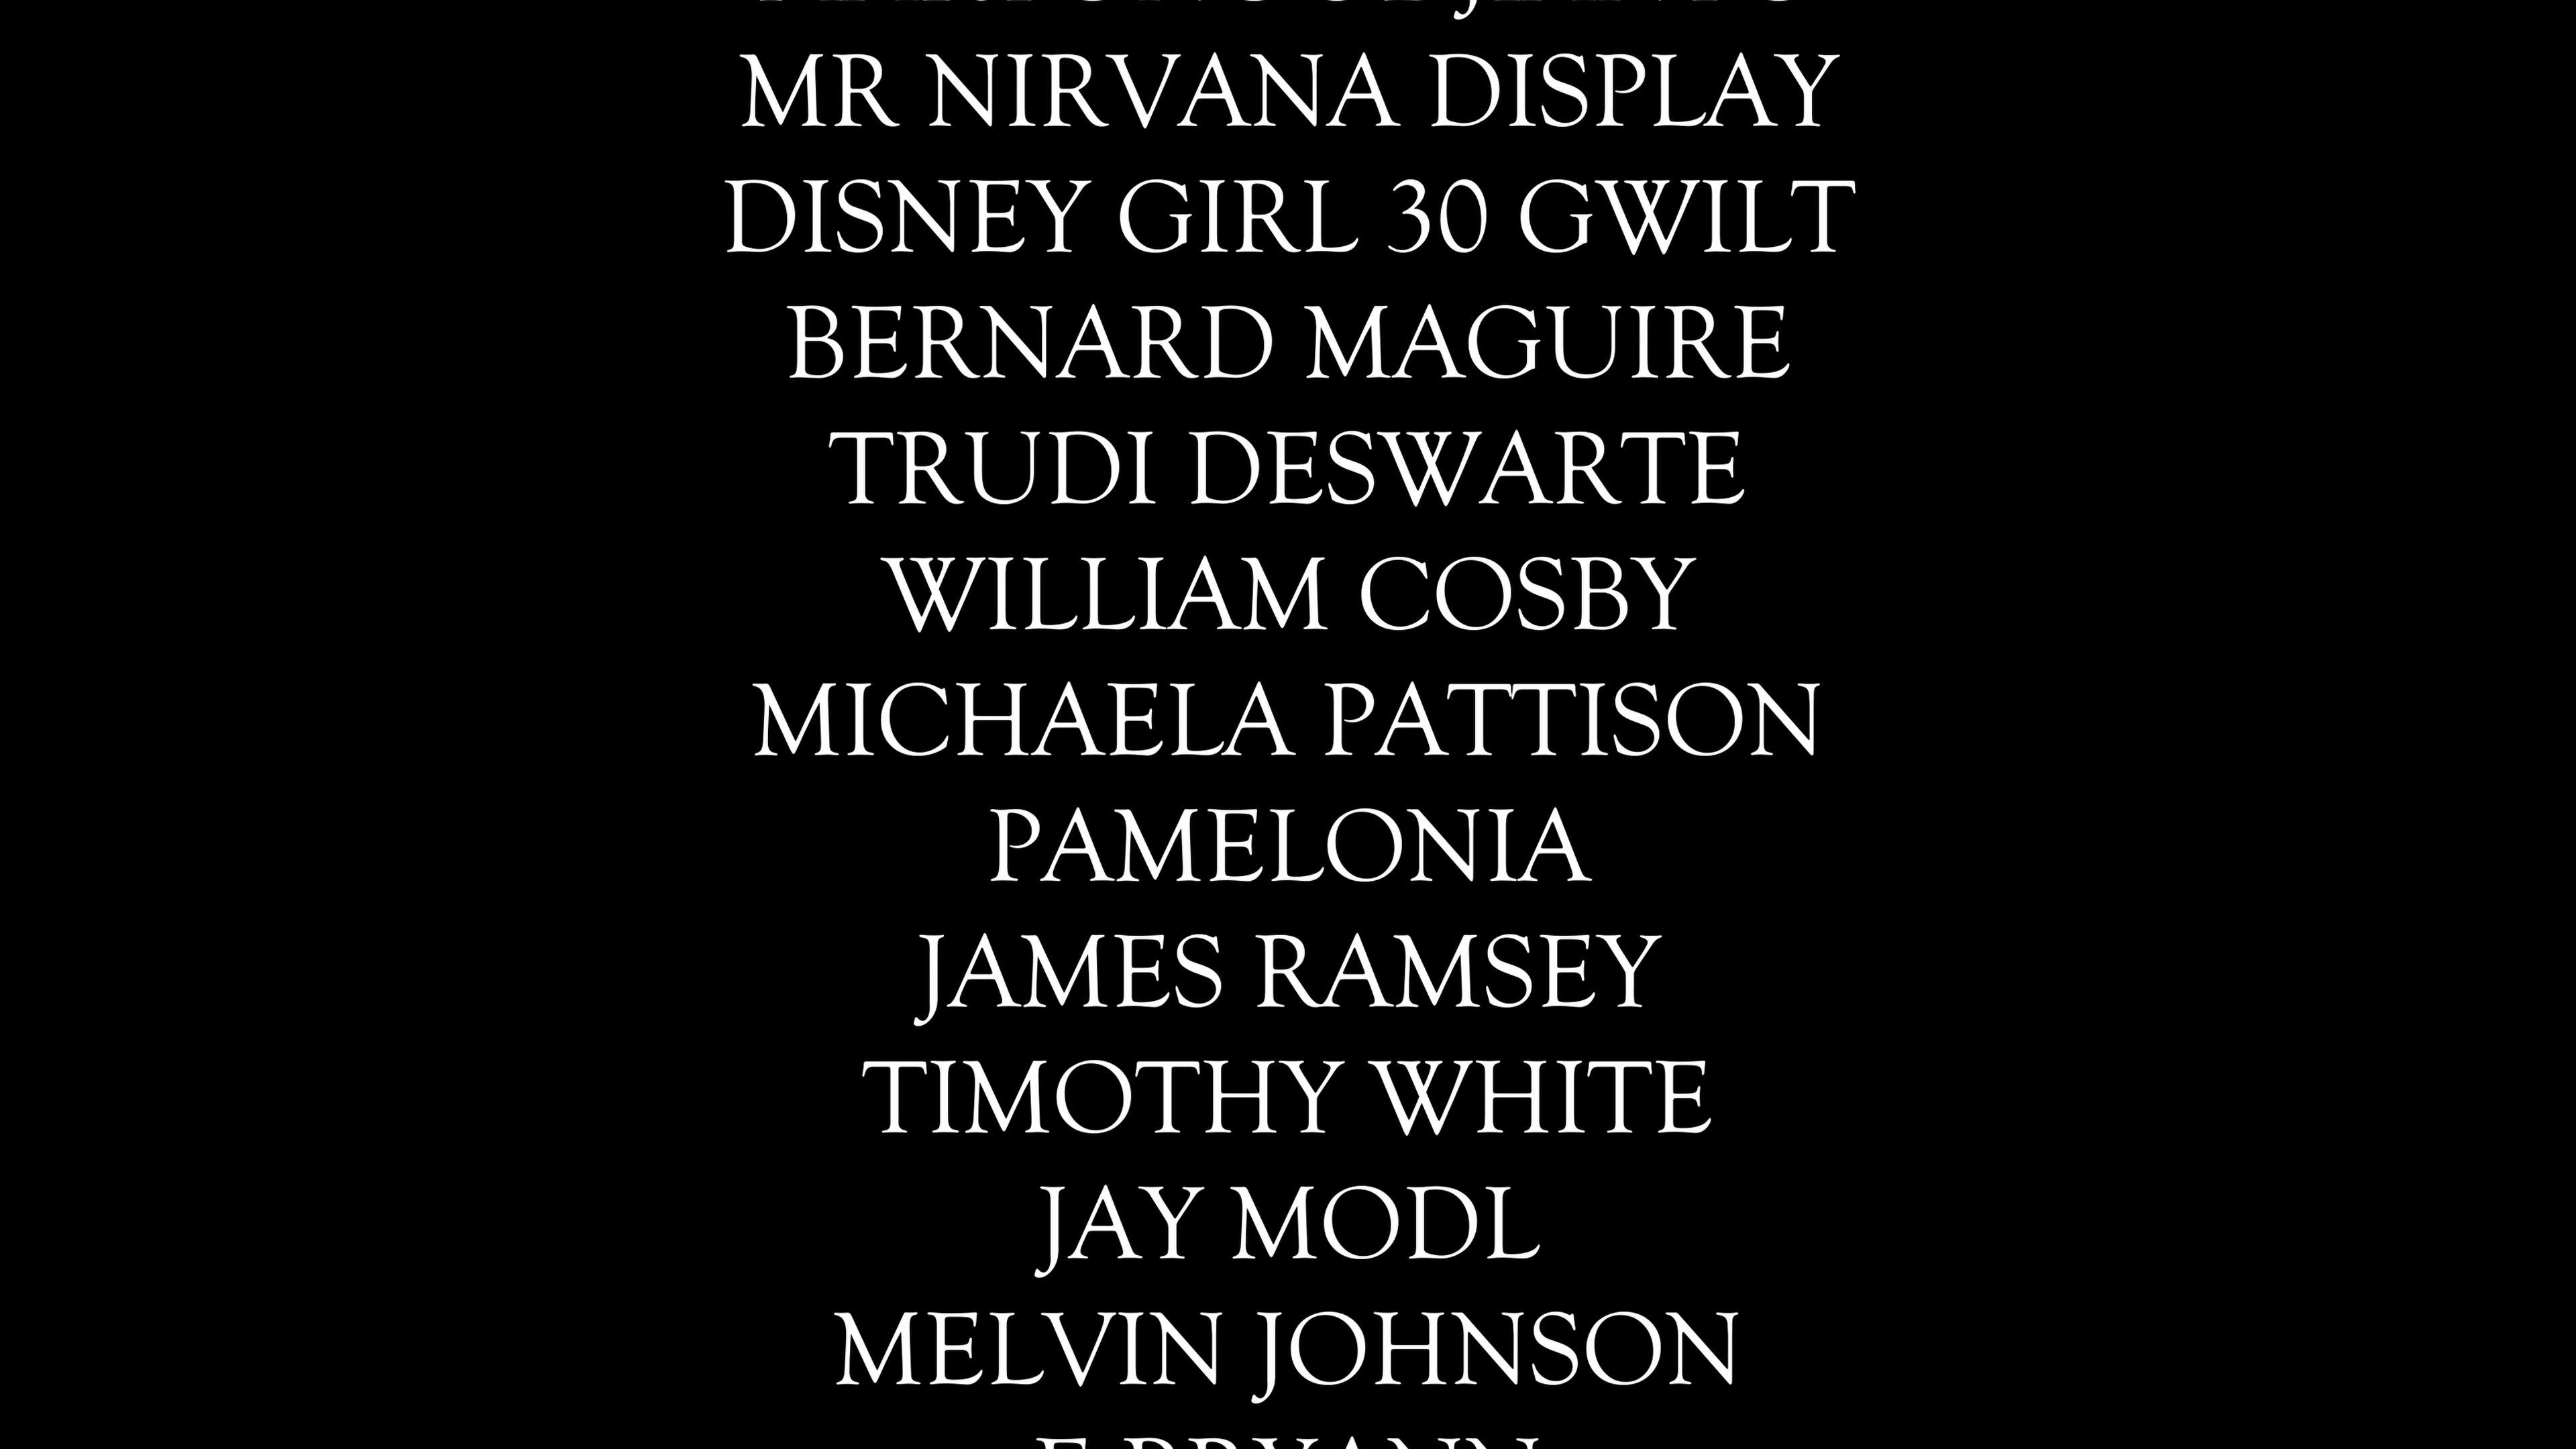 MR NIRVANA DISPLAY
DISNEY GIRL 30 GWILT
BERNARD MAGUIRE
TRUDI DESWARTE
WILLIAM COSBY
MICHAELA PATTISON
PAMELONIA
JAMES RAMSEY
TIMOTHY WHITE
JAY MODL
MELVIN JOHNSON